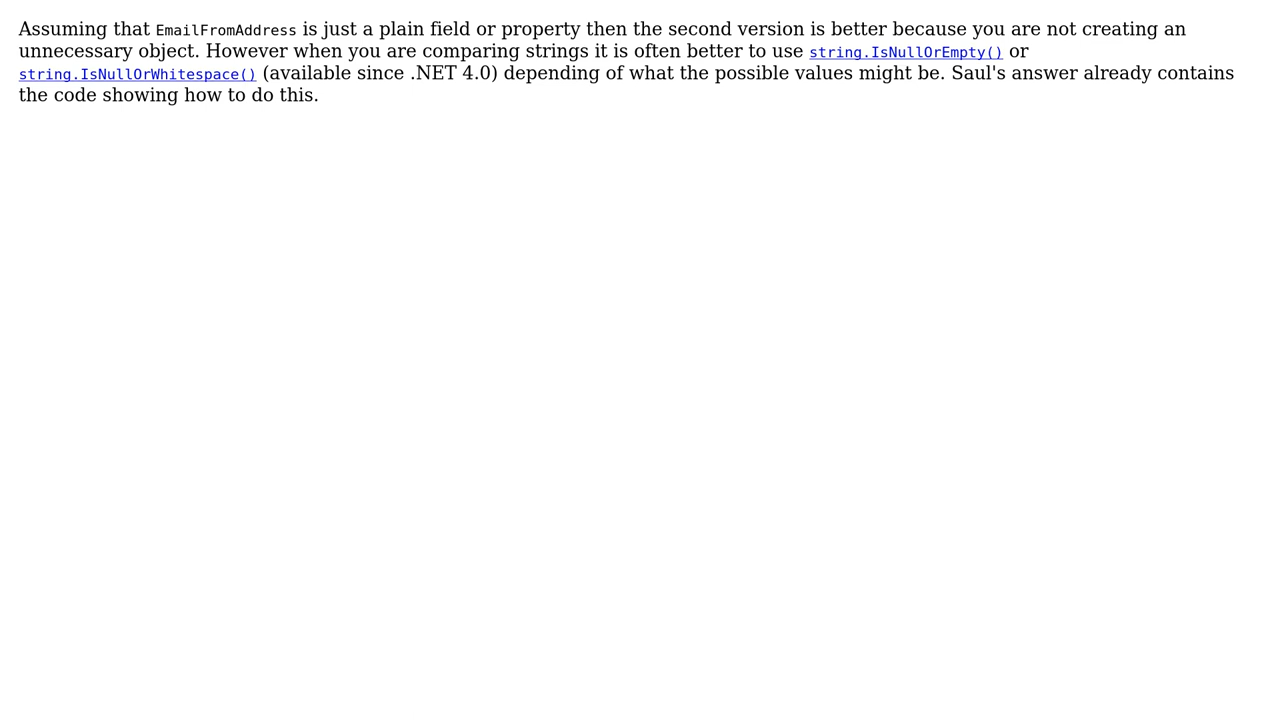 Assuming that EmailFromAddress is just a plain field or property then the second version is better because you are not creating an
unnecessary object. However when you are comparing strings it is often better to use string.IsNullOrEmpty() or
string.IsNullOrWhitespace() (available since .NET 4.0) depending of what the possible values might be. Saul's answer already contains
the code showing how to do this.